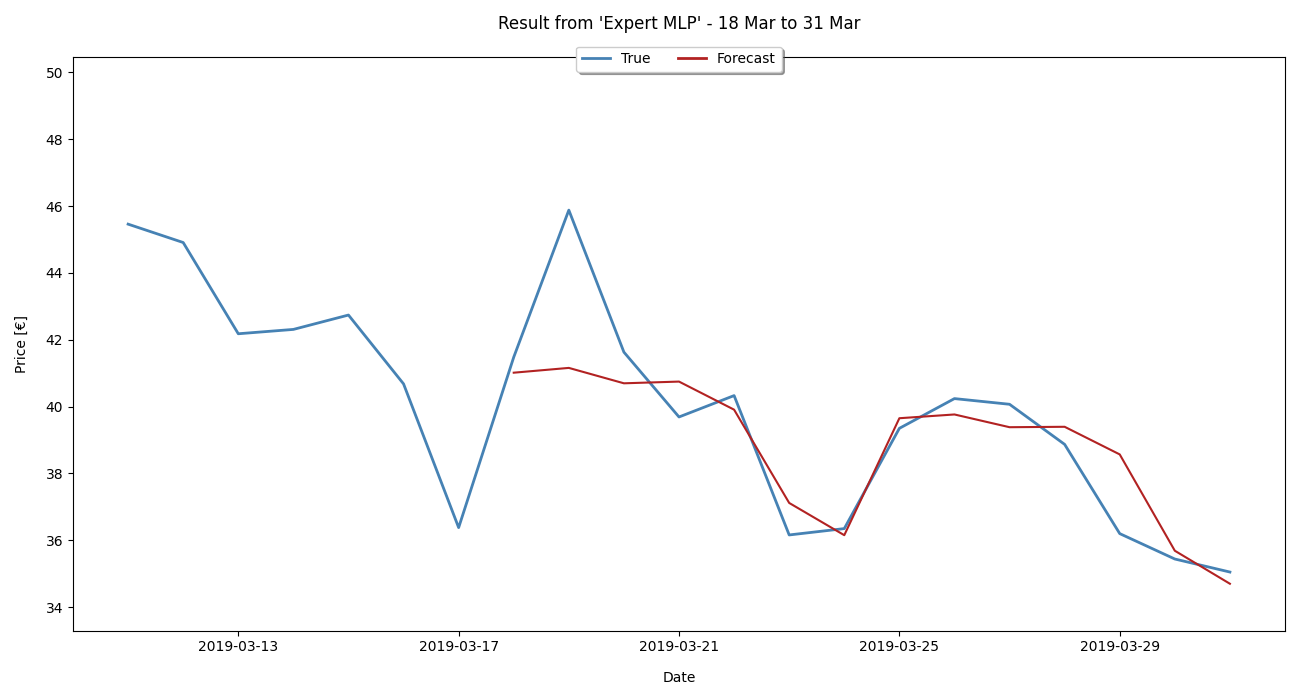 Result from 'Expert MLP' - 18 Mar to 31 Mar
True Forecast
50
48
46
44
42
40
38
36
34
Price [€]
2019-03-13 2019-03-17 2019-03-21 2019-03-25 2019-03-29
Date